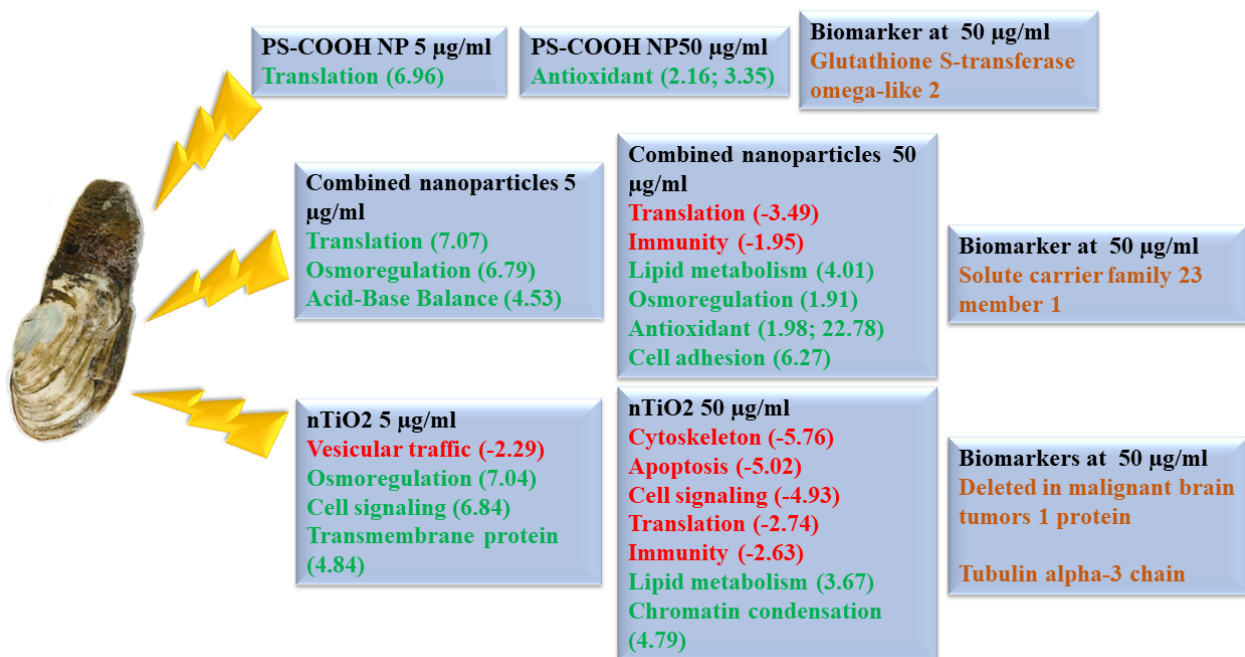 PS-COOH NP 5 µg/ml
Translation (6.96)
PS-COOH NP50 µg/ml
Antioxidant (2.16; 3.35)
Biomarker at 50 µg/ml
Glutathione S-transferase
omega-like 2
Combined nanoparticles 5
µg/ml
Translation (7.07)
Osmoregulation (6.79)
Acid-Base Balance (4.53)
Combined nanoparticles 50
µg/ml
Translation (-3.49)
Immunity (-1.95)
Lipid metabolism (4.01)
Osmoregulation (1.91)
Antioxidant (1.98; 22.78)
Cell adhesion (6.27)
Biomarker at 50 µg/ml
Solute carrier family 23
member 1
nTiO2 5 µg/ml
Vesicular traffic (-2.29)
Osmoregulation (7.04)
Cell signaling (6.84)
Transmembrane protein
(4.84)
nTiO2 50 µg/ml
Cytoskeleton (-5.76)
Apoptosis (-5.02)
Cell signaling (-4.93)
Translation (-2.74)
Immunity (-2.63)
Lipid metabolism (3.67)
Chromatin condensation
(4.79)
Biomarkers at 50 µg/ml
Deleted in malignant brain
tumors 1 protein
Tubulin alpha-3 chain